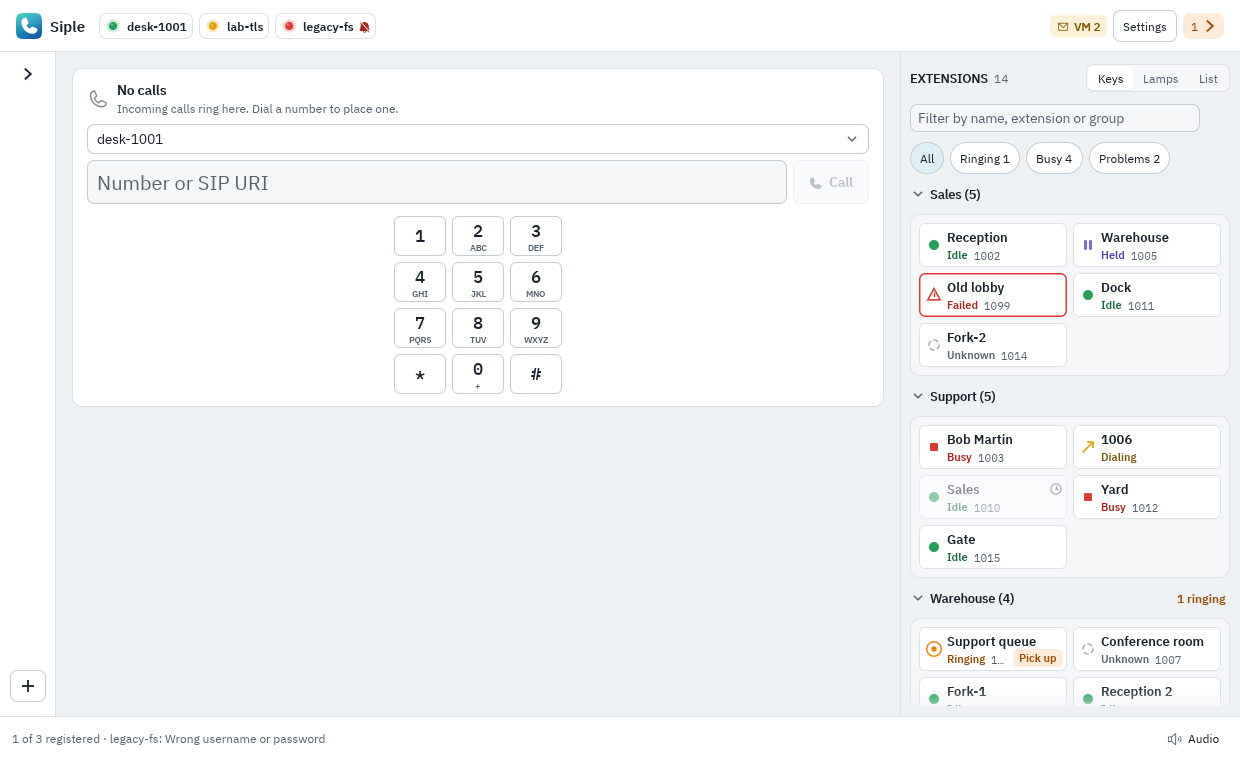 Siple
desk-1001
lab-tls
legacy-fs
VM 2
Settings
1
No calls
Incoming calls ring here. Dial a number to place one.
desk-1001
Number or SIP URI
Call
1
2
ABC
3
DEF
4
GHI
5
JKL
6
MNO
7
PQRS
8
TUV
9
WXYZ
*
0
+
#
EXTENSIONS 14
Keys
Lamps
List
Filter by name, extension or group
All
Ringing 1
Busy 4
Problems 2
Sales (5)
Reception
Idle 1002
Warehouse
Held 1005
Old lobby
Failed 1099
Dock
Idle 1011
Fork-2
Unknown 1014
Support (5)
Bob Martin
Busy 1003
1006
Dialing
Sales
Idle 1010
Yard
Busy 1012
Gate
Idle 1015
Warehouse (4)
1 ringing
Support queue
Ringing 1…
Pick up
Conference room
Unknown 1007
Fork-1
Reception 2
1 of 3 registered · legacy-fs: Wrong username or password
Audio